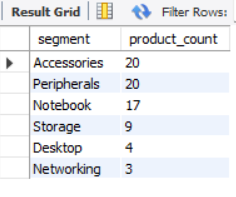 Result Grid Filter Rows:
segment product_count
Accessories 20
Peripherals 20
Notebook 17
Storage 9
Desktop 4
Networking 3